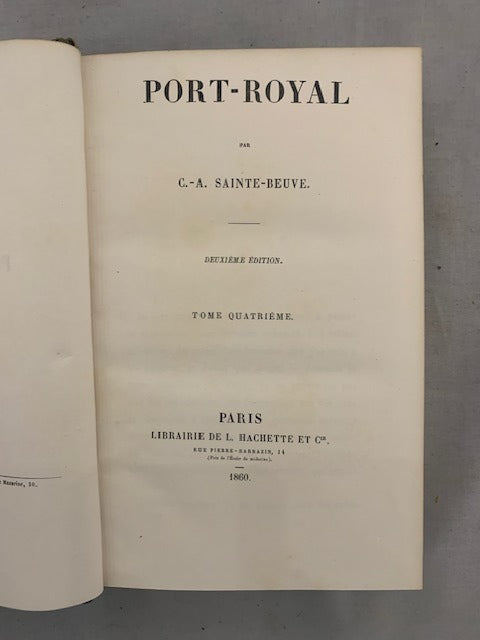 PORT-ROYAL
PAR
C.-A. SAINTE-BEUVE.
DEUXIÈME ÉDITION.
TOME QUATRIÈME.
PARIS
LIBRAIRIE DE L. HACHETTE ET Cie.
RUE PIERRE-SARRAZIN, 14
(Près de l'École de médecine)
1860.
Mazarine, 30.